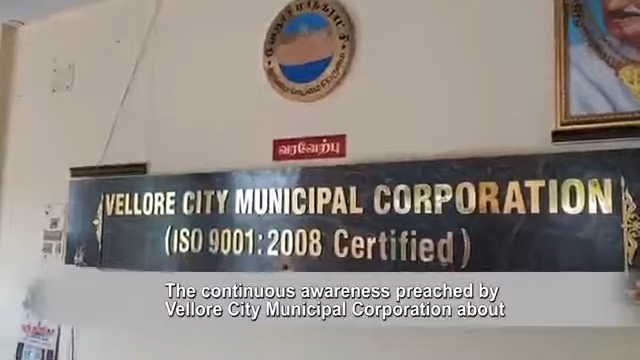 வரவேற்பு
VELLORE CITY MUNICIPAL CORPORATION
(ISO 9001:2008 Certified)
The continuous awareness preached by
Vellore City Municipal Corporation about